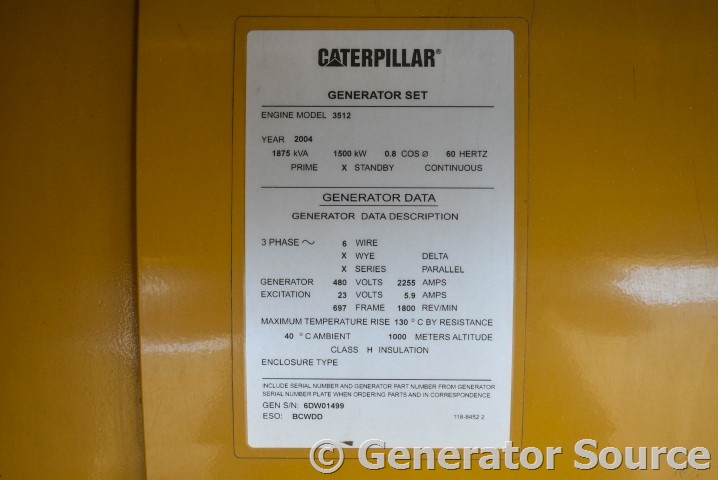 CATERPILLAR®
GENERATOR SET
ENGINE MODEL 3512
YEAR 2004
1875 kVA 1500 kW 0.8 COS Ø 60 HERTZ
PRIME X STANDBY CONTINUOUS
GENERATOR DATA
GENERATOR DATA DESCRIPTION
3 PHASE ~ 6 WIRE
X WYE DELTA
X SERIES PARALLEL
GENERATOR 480 VOLTS 2255 AMPS
EXCITATION 23 VOLTS 5.9 AMPS
697 FRAME 1800 REV/MIN
MAXIMUM TEMPERATURE RISE 130 °C BY RESISTANCE
40 °C AMBIENT 1000 METERS ALTITUDE
CLASS H INSULATION
ENCLOSURE TYPE
INCLUDE SERIAL NUMBER AND GENERATOR PART NUMBER FROM GENERATOR
SERIAL NUMBER PLATE WHEN ORDERING PARTS AND IN CORRESPONDENCE.
GEN S/N: 6DW01499
ESO: BCWDD 118-8452 2
© Generator Source